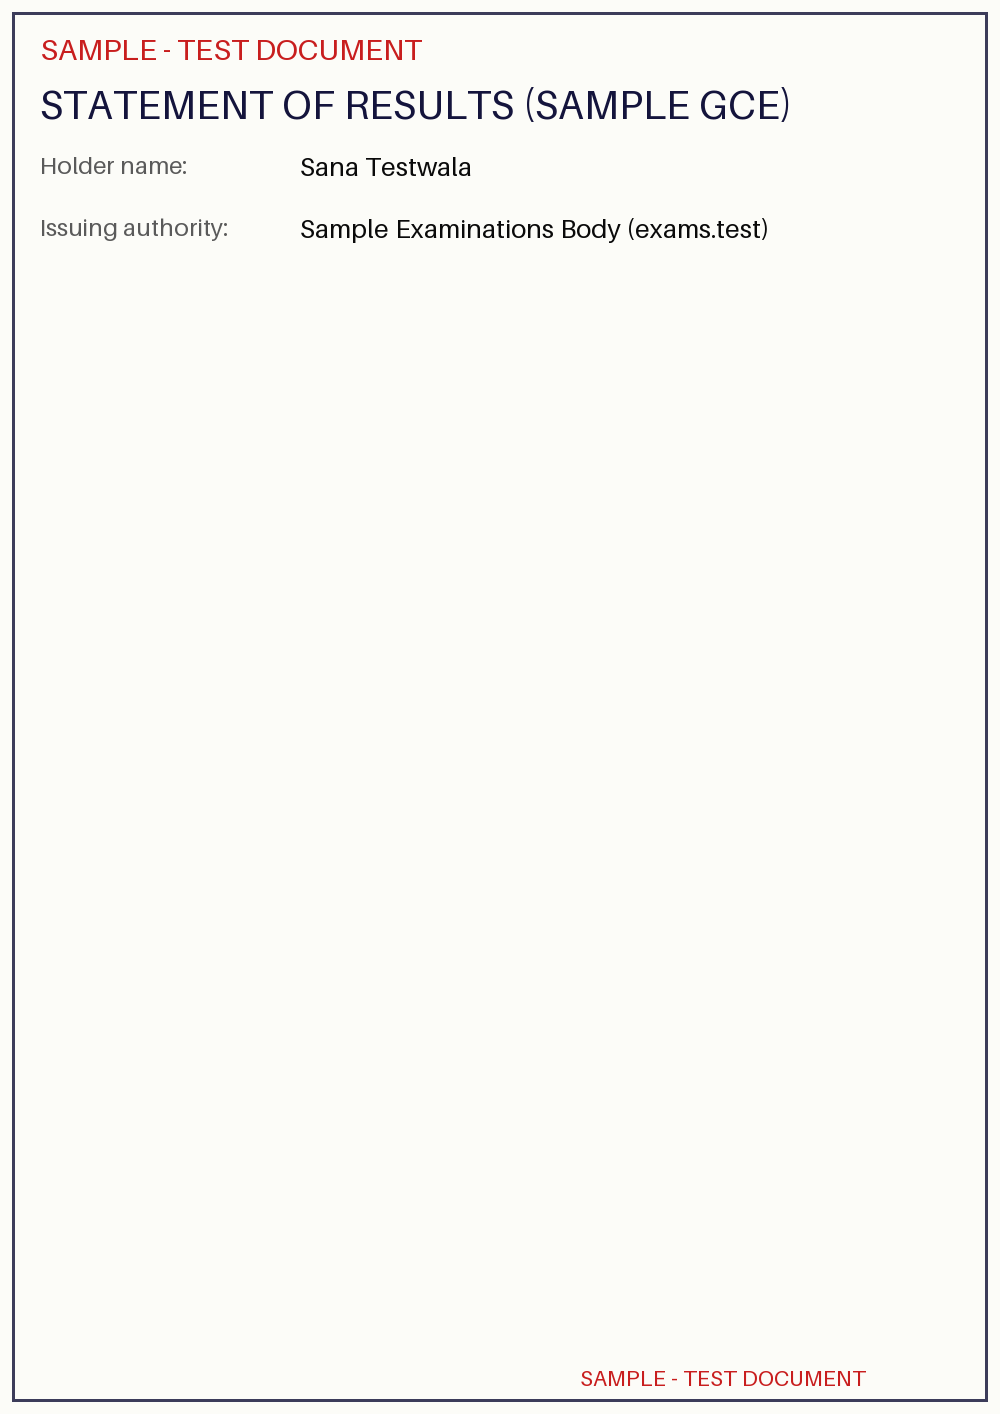 SAMPLE - TEST DOCUMENT
STATEMENT OF RESULTS (SAMPLE GCE)
Holder name: Sana Testwala
Issuing authority: Sample Examinations Body (exams.test)
SAMPLE - TEST DOCUMENT